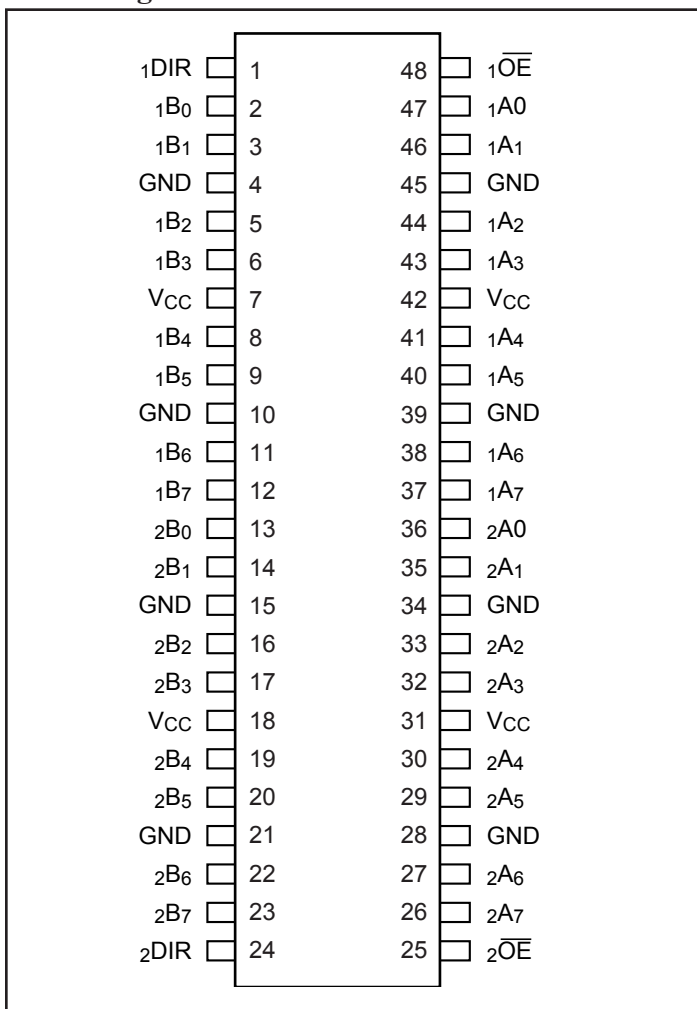 ₁DIR 1 48 ₁O̅E̅
₁B₀ 2 47 ₁A0
₁B₁ 3 46 ₁A₁
GND 4 45 GND
₁B₂ 5 44 ₁A₂
₁B₃ 6 43 ₁A₃
VCC 7 42 VCC
₁B₄ 8 41 ₁A₄
₁B₅ 9 40 ₁A₅
GND 10 39 GND
₁B₆ 11 38 ₁A₆
₁B₇ 12 37 ₁A₇
₂B₀ 13 36 ₂A0
₂B₁ 14 35 ₂A₁
GND 15 34 GND
₂B₂ 16 33 ₂A₂
₂B₃ 17 32 ₂A₃
VCC 18 31 VCC
₂B₄ 19 30 ₂A₄
₂B₅ 20 29 ₂A₅
GND 21 28 GND
₂B₆ 22 27 ₂A₆
₂B₇ 23 26 ₂A₇
₂DIR 24 25 ₂O̅E̅